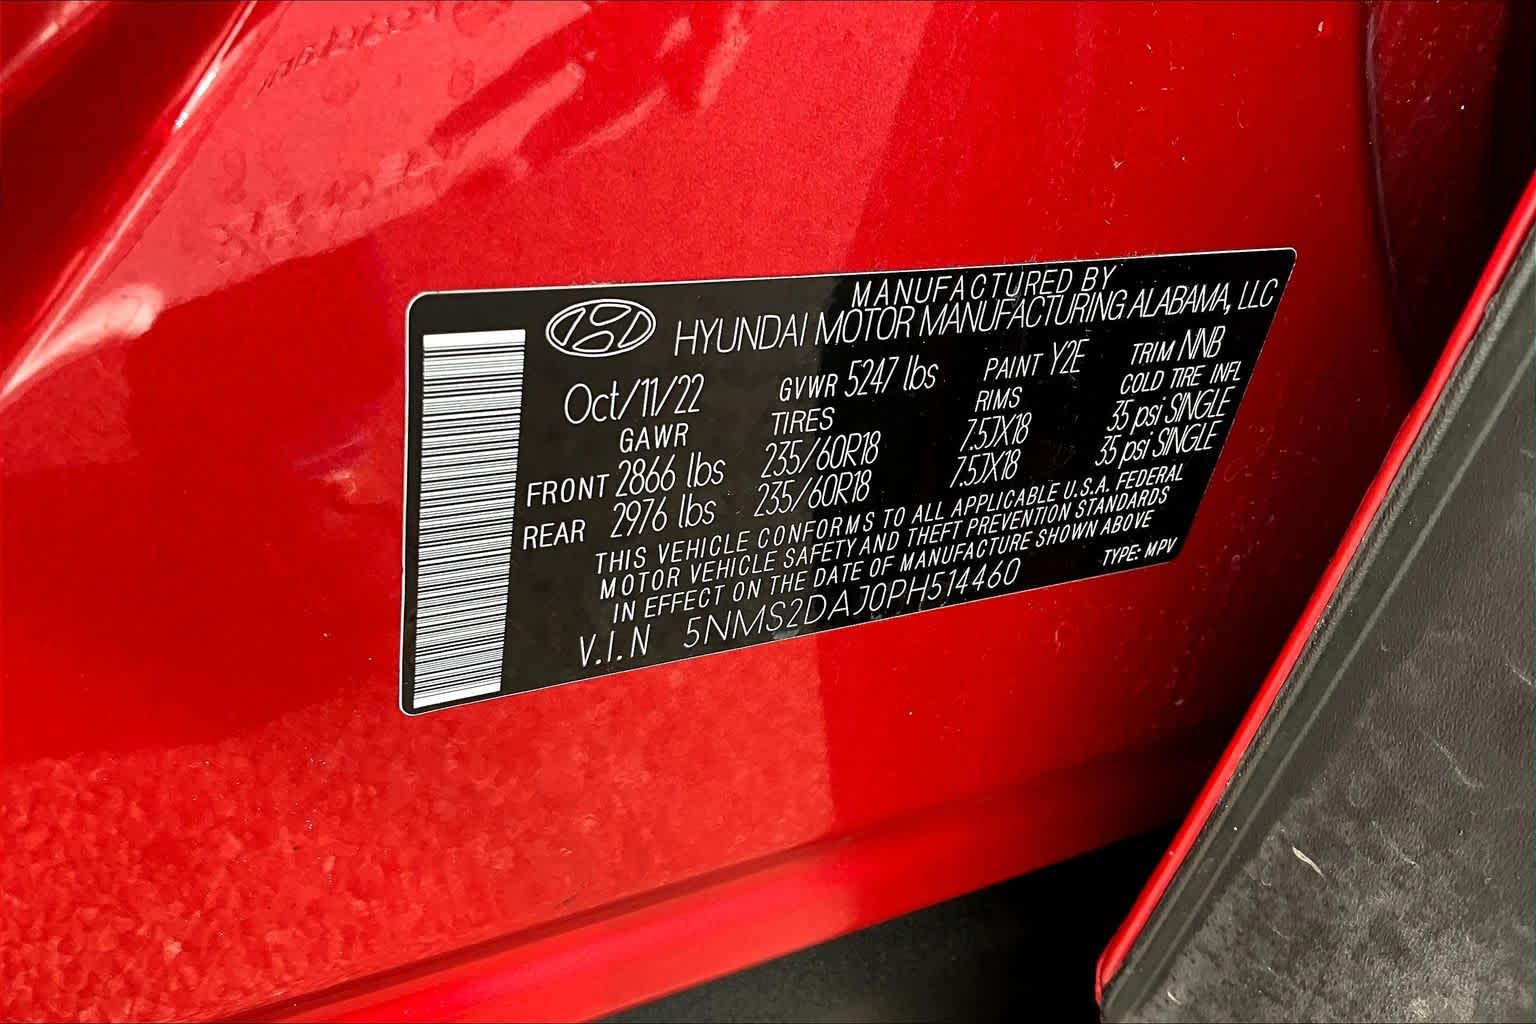 MANUFACTURED BY
HYUNDAI MOTOR MANUFACTURING ALABAMA, LLC
Oct/11/22 GVWR 5247 lbs PAINT Y2E TRIM NNB
GAWR TIRES RIMS COLD TIRE INFL
FRONT 2866 lbs 235/60R18 7.5JX18 35 psi SINGLE
REAR 2976 lbs 235/60R18 7.5JX18 35 psi SINGLE
THIS VEHICLE CONFORMS TO ALL APPLICABLE U.S.A. FEDERAL
MOTOR VEHICLE SAFETY AND THEFT PREVENTION STANDARDS
IN EFFECT ON THE DATE OF MANUFACTURE SHOWN ABOVE
V.I.N 5NMS2DAJ0PH514460 TYPE: MPV